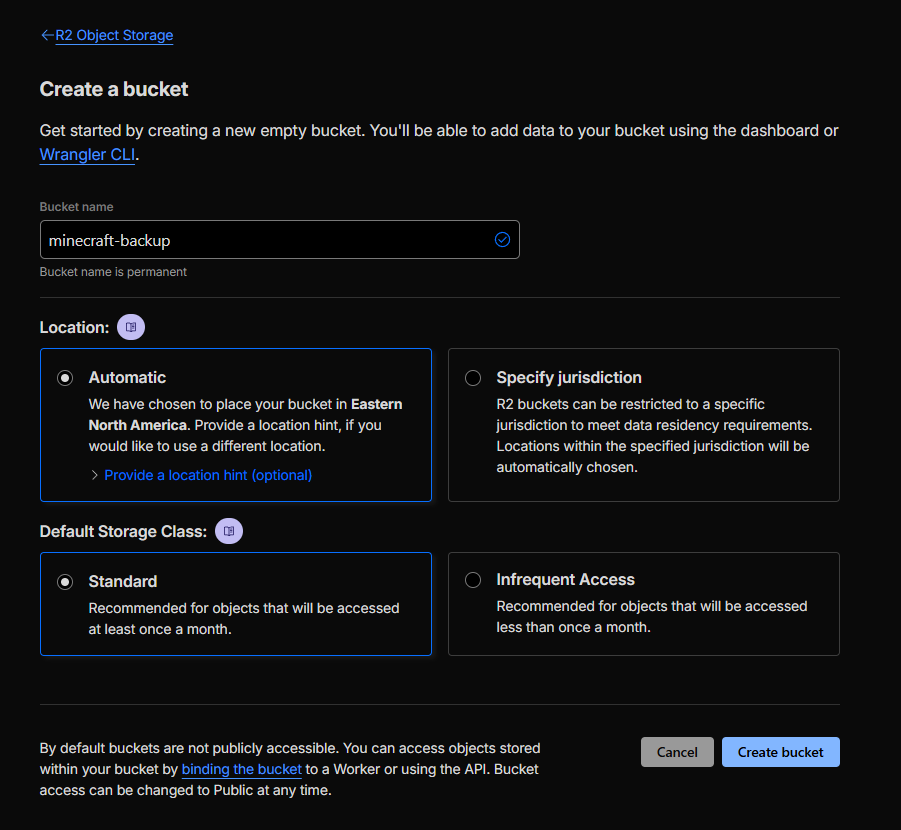 ←R2 Object Storage
Create a bucket
Get started by creating a new empty bucket. You'll be able to add data to your bucket using the dashboard or
Wrangler CLI.
Bucket name
minecraft-backup
Bucket name is permanent
Location:
Automatic
We have chosen to place your bucket in Eastern
North America. Provide a location hint, if you
would like to use a different location.
> Provide a location hint (optional)
Specify jurisdiction
R2 buckets can be restricted to a specific
jurisdiction to meet data residency requirements.
Locations within the specified jurisdiction will be
automatically chosen.
Default Storage Class:
Standard
Recommended for objects that will be accessed
at least once a month.
Infrequent Access
Recommended for objects that will be accessed
less than once a month.
By default buckets are not publicly accessible. You can access objects stored
within your bucket by binding the bucket to a Worker or using the API. Bucket
access can be changed to Public at any time.
Cancel
Create bucket